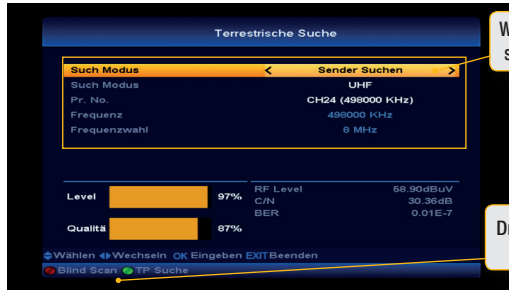 Terrestrische Suche
Such Modus < Sender Suchen >
Such Modus UHF
Pr. No. CH24 (498000 KHz)
Frequenz 498000 KHz
Frequenzwahl 8 MHz
Level 97%
Qualitä 87%
RF Level 58.90dBuV
C/N 30.36dB
BER 0.01E-7
Wählen Wechseln OK Eingeben EXIT Beenden
Blind Scan TP Suche